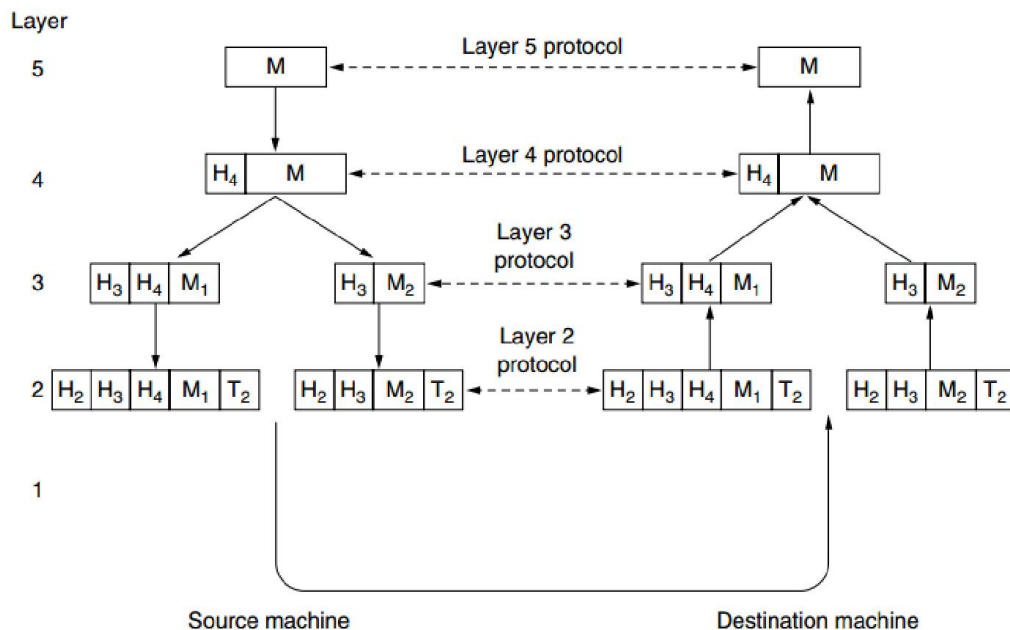 Layer
5 M Layer 5 protocol M
4 H₄ M Layer 4 protocol H₄ M
Layer 3
protocol
3 H₃ H₄ M₁ H₃ M₂ H₃ H₄ M₁ H₃ M₂
Layer 2
protocol
2 H₂ H₃ H₄ M₁ T₂ H₂ H₃ M₂ T₂ H₂ H₃ H₄ M₁ T₂ H₂ H₃ M₂ T₂
1
Source machine Destination machine